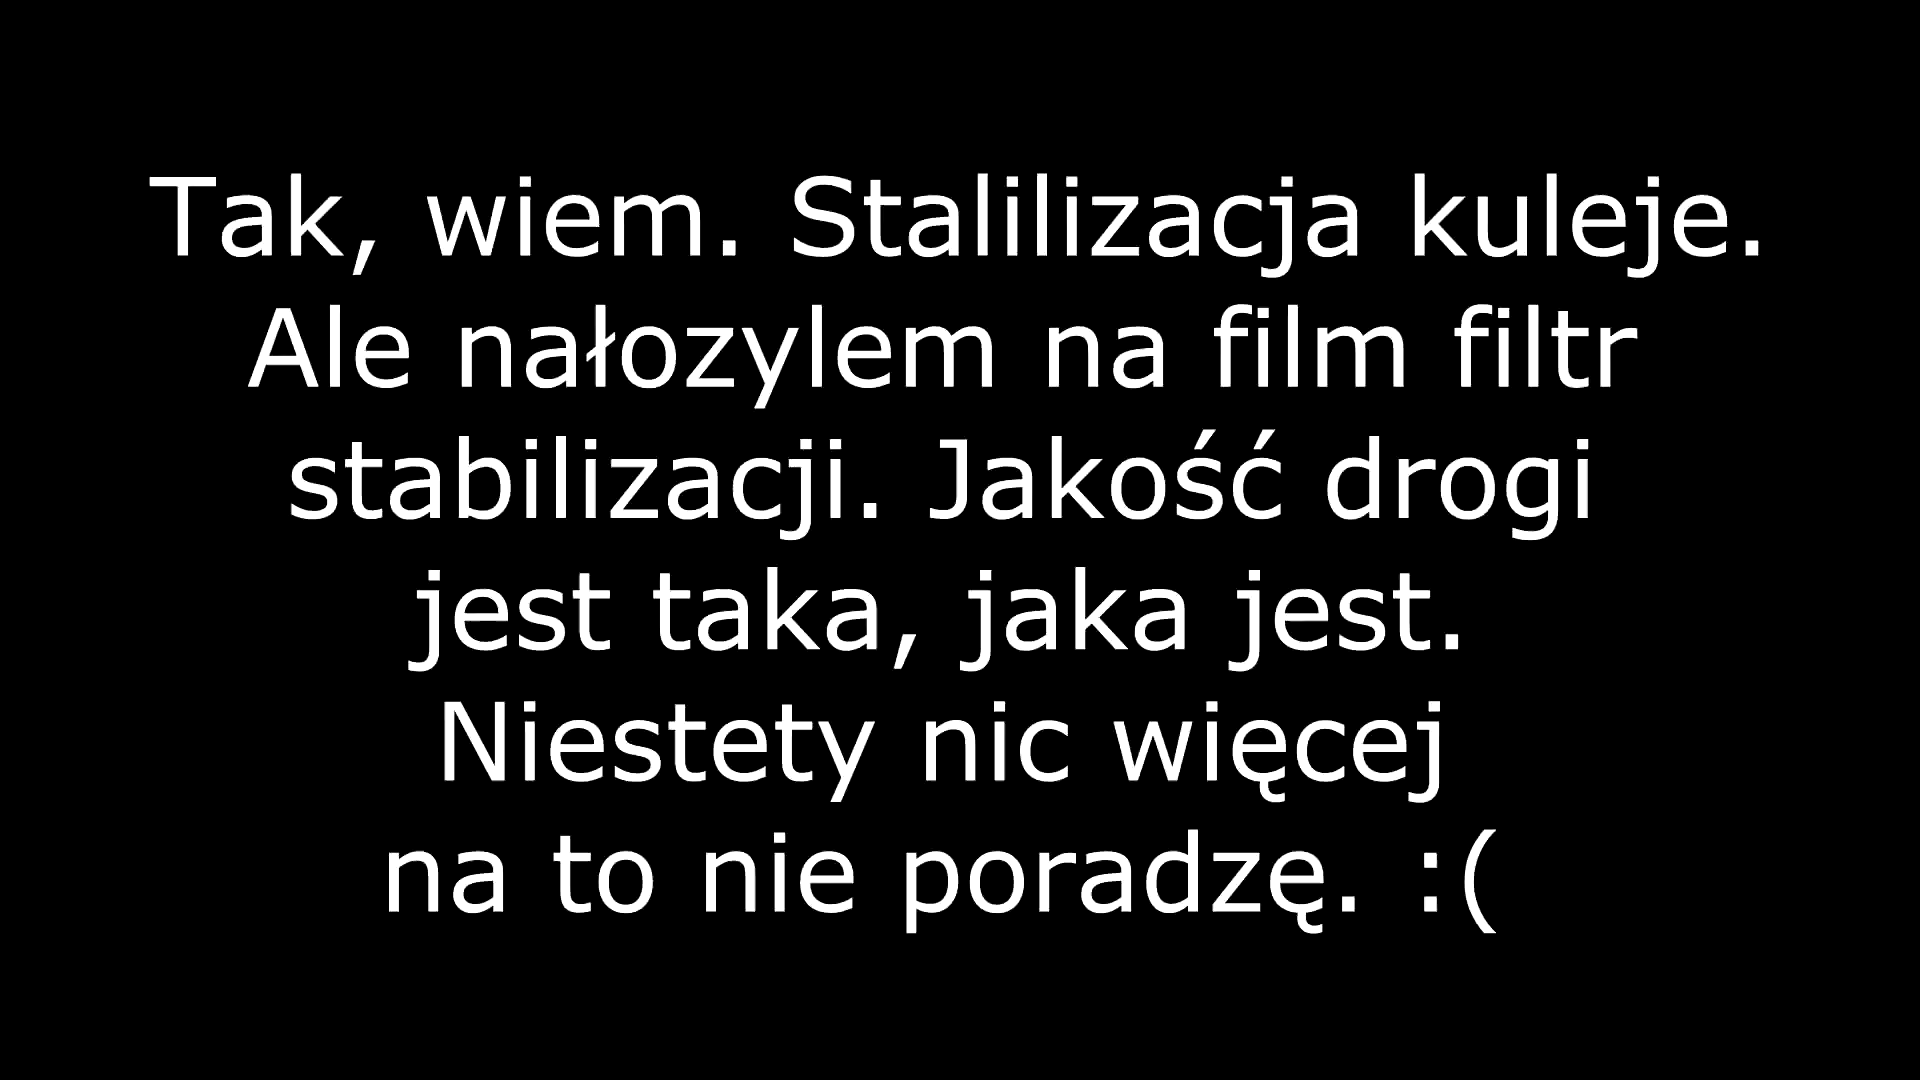 Tak, wiem. Stalilizacja kuleje.
Ale nałozylem na film filtr
stabilizacji. Jakość drogi
jest taka, jaka jest.
Niestety nic więcej
na to nie poradzę. :(